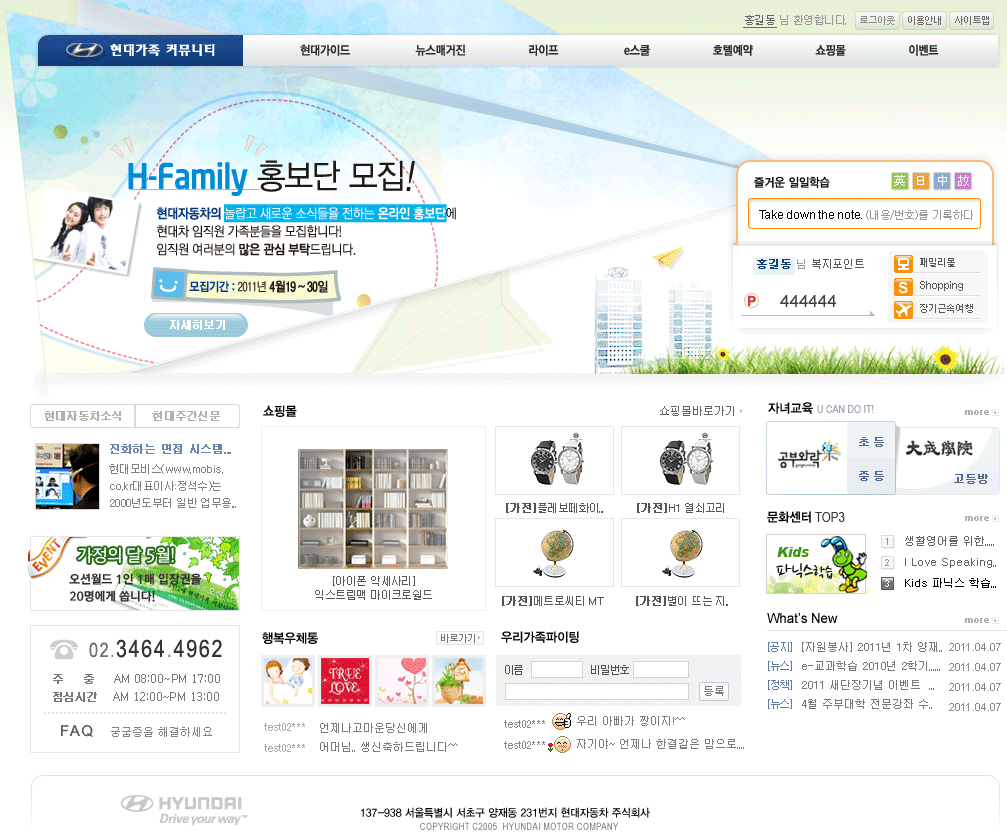 홍길동 님 환영합니다. 로그아웃 이용안내 사이트맵
현대가족 커뮤니티 현대가이드 뉴스매거진 라이프 e스쿨 호텔예약 쇼핑몰 이벤트
H-Family 홍보단 모집!
현대자동차의 놀랍고 새로운 소식들을 전하는 온라인 홍보단에
현대차 임직원 가족분들을 모집합니다!
임직원 여러분의 많은 관심 부탁드립니다.
모집기간 : 2011년 4월19~30일
자세히보기
즐거운 일일학습 英 日 中 故
Take down the note. (내용/번호)를 기록하다
홍길동 님 복지포인트
P 444444
패밀리몰
S Shopping
장기근속여행
현대자동차소식 현대주간신문
진화하는 면접 시스템...
현대모비스(www.mobis.
co.kr대표이사:정석수)는
2000년도부터 일반 업무용..
EVENT
가정의 달 5월!
오션월드 1인 1매 입장권을
20명에게 쏩니다!
02.3464.4962
주 중 AM 08:00~PM 17:00
점심시간 AM 12:00~PM 13:00
FAQ 궁금증을 해결하세요
쇼핑몰 쇼핑몰바로가기
[아이폰 악세사리]
익스트림맥 마이크로쉴드
[가전]플레보떼화이..
[가전]H1 열쇠고리
[가전]메트로씨티 MT
[가전]별이 뜨는 지.
행복우체통 바로가기
TRUE LOVE
test02*** 언제나고마운당신에게
test02*** 어머님.. 생신축하드립니다^^
우리가족파이팅
이름 비밀번호
등록
test02*** 우리 아빠가 짱이지!^^
test02*** 자기야~ 언제나 한결같은 맘으로....
자녀교육 U CAN DO IT! more
공부와락 초 등
중 등
大成學院
고등방
문화센터 TOP3 more
Kids
파닉스학습
1 생활영어를 위한.....
2 I Love Speaking..
3 Kids 파닉스 학습...
What's New more
[공지] [자원봉사] 2011년 1차 양재.. 2011.04.07
[뉴스] e-교과학습 2010년 2학기...... 2011.04.07
[정책] 2011 새단장기념 이벤트 ... 2011.04.07
[뉴스] 4월 주부대학 전문강좌 수.. 2011.04.07
HYUNDAI
Drive your way™
137-938 서울특별시 서초구 양재동 231번지 현대자동차 주식회사
COPYRIGHT C2005. HYUNDAI MOTOR COMPANY